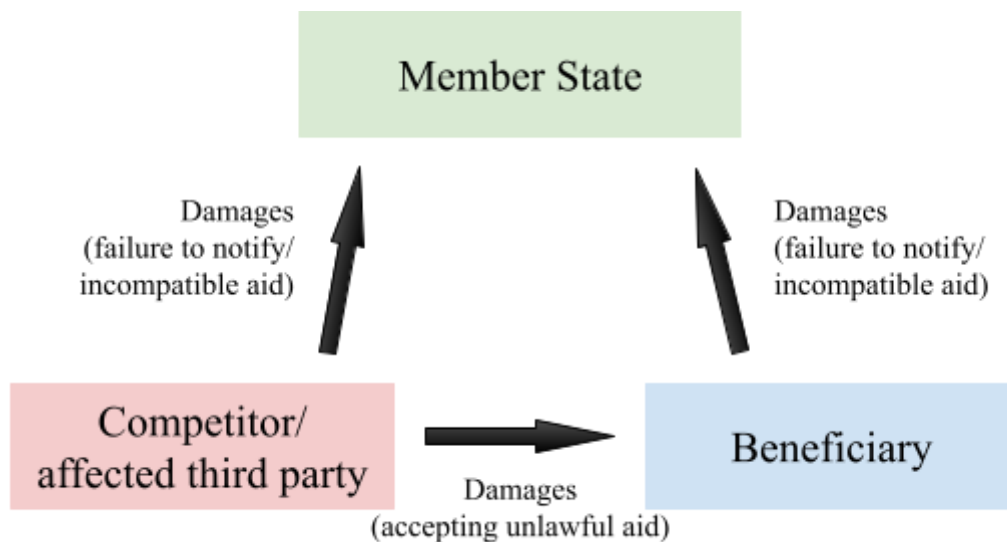 Member State
Damages
(failure to notify/
incompatible aid)
Damages
(failure to notify/
incompatible aid)
Competitor/
affected third party
Beneficiary
Damages
(accepting unlawful aid)